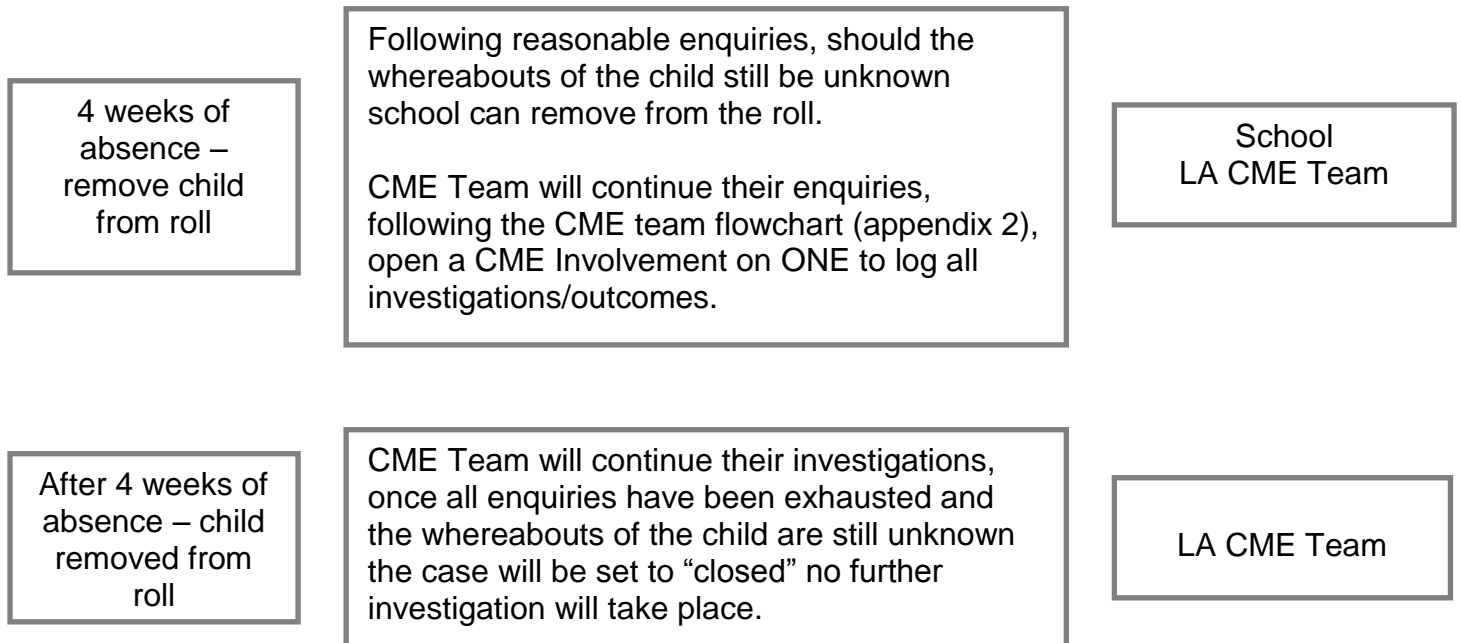 4 weeks of
absence –
remove child
from roll
Following reasonable enquiries, should the
whereabouts of the child still be unknown
school can remove from the roll.
CME Team will continue their enquiries,
following the CME team flowchart (appendix 2),
open a CME Involvement on ONE to log all
investigations/outcomes.
School
LA CME Team
After 4 weeks of
absence – child
removed from
roll
CME Team will continue their investigations,
once all enquiries have been exhausted and
the whereabouts of the child are still unknown
the case will be set to “closed” no further
investigation will take place.
LA CME Team